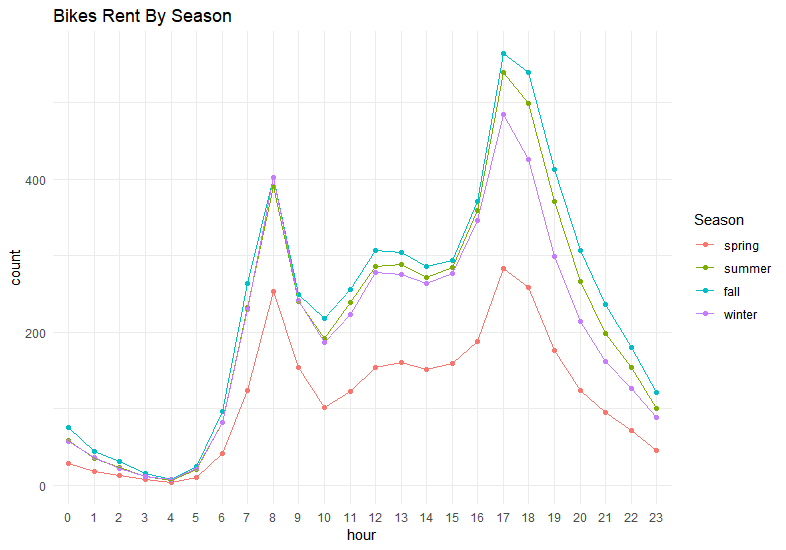 Bikes Rent By Season
count
400
200
0
0 1 2 3 4 5 6 7 8 9 10 11 12 13 14 15 16 17 18 19 20 21 22 23
hour
Season
spring
summer
fall
winter